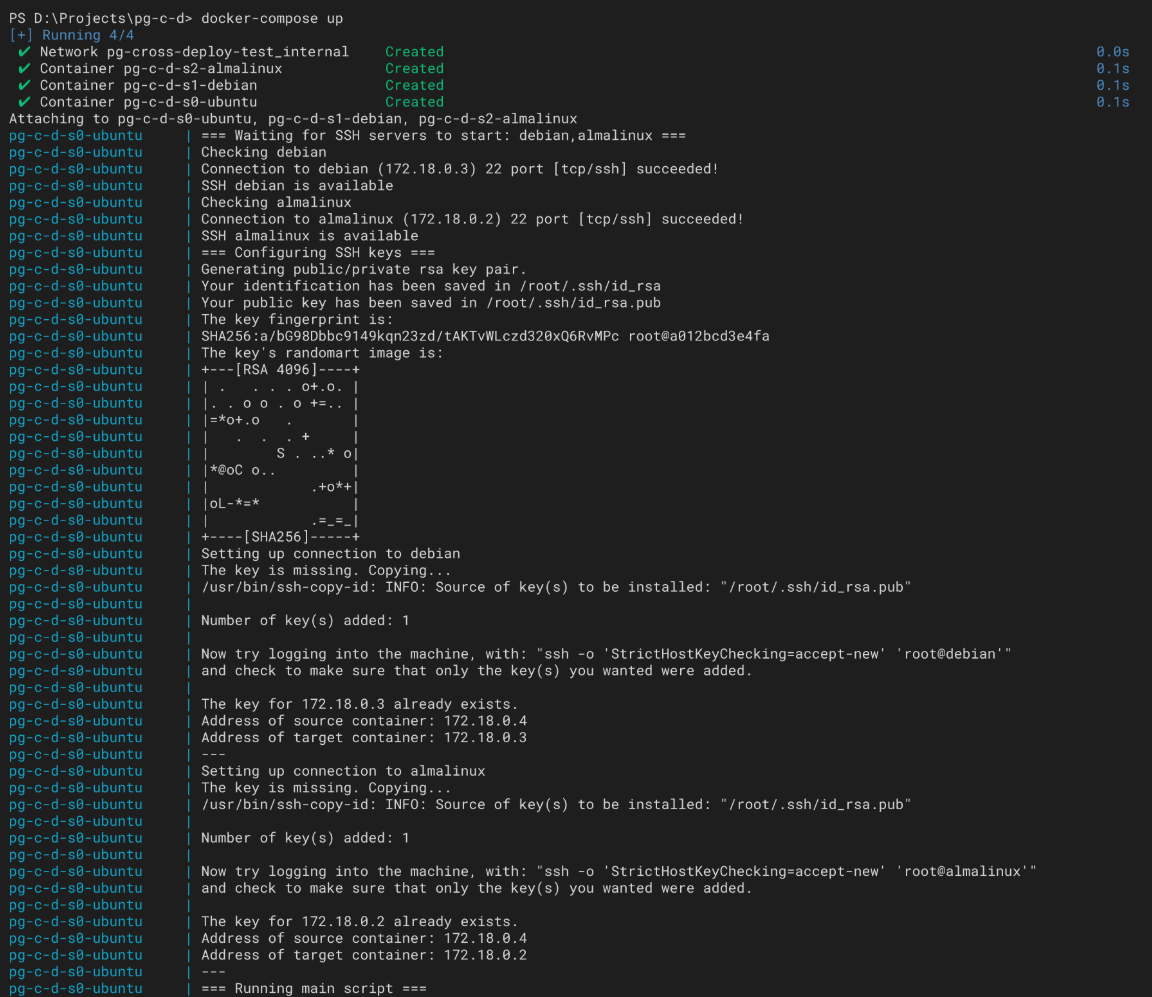 PS D:\Projects\pg-c-d> docker-compose up
[+] Running 4/4
✔ Network pg-cross-deploy-test_internal    Created    0.0s
✔ Container pg-c-d-s2-almalinux    Created    0.1s
✔ Container pg-c-d-s1-debian    Created    0.1s
✔ Container pg-c-d-s0-ubuntu    Created    0.1s
Attaching to pg-c-d-s0-ubuntu, pg-c-d-s1-debian, pg-c-d-s2-almalinux
pg-c-d-s0-ubuntu     | === Waiting for SSH servers to start: debian,almalinux ===
pg-c-d-s0-ubuntu     | Checking debian
pg-c-d-s0-ubuntu     | Connection to debian (172.18.0.3) 22 port [tcp/ssh] succeeded!
pg-c-d-s0-ubuntu     | SSH debian is available
pg-c-d-s0-ubuntu     | Checking almalinux
pg-c-d-s0-ubuntu     | Connection to almalinux (172.18.0.2) 22 port [tcp/ssh] succeeded!
pg-c-d-s0-ubuntu     | SSH almalinux is available
pg-c-d-s0-ubuntu     | === Configuring SSH keys ===
pg-c-d-s0-ubuntu     | Generating public/private rsa key pair.
pg-c-d-s0-ubuntu     | Your identification has been saved in /root/.ssh/id_rsa
pg-c-d-s0-ubuntu     | Your public key has been saved in /root/.ssh/id_rsa.pub
pg-c-d-s0-ubuntu     | The key fingerprint is:
pg-c-d-s0-ubuntu     | SHA256:a/bG98Dbbc9149kqn23zd/tAKTvWLczd320xQ6RvMPc root@a012bcd3e4fa
pg-c-d-s0-ubuntu     | The key's randomart image is:
pg-c-d-s0-ubuntu     | +---[RSA 4096]----+
pg-c-d-s0-ubuntu     | | .   . . . o+.o. |
pg-c-d-s0-ubuntu     | |. . o o . o +=.. |
pg-c-d-s0-ubuntu     | |=*o+.o   .       |
pg-c-d-s0-ubuntu     | |   .  .  . +     |
pg-c-d-s0-ubuntu     | |        S . ..* o|
pg-c-d-s0-ubuntu     | |*@oC o..         |
pg-c-d-s0-ubuntu     | |            .+o*+|
pg-c-d-s0-ubuntu     | |oL-*=*           |
pg-c-d-s0-ubuntu     | |            .=_=_|
pg-c-d-s0-ubuntu     | +----[SHA256]-----+
pg-c-d-s0-ubuntu     | Setting up connection to debian
pg-c-d-s0-ubuntu     | The key is missing. Copying...
pg-c-d-s0-ubuntu     | /usr/bin/ssh-copy-id: INFO: Source of key(s) to be installed: "/root/.ssh/id_rsa.pub"
pg-c-d-s0-ubuntu     |
pg-c-d-s0-ubuntu     | Number of key(s) added: 1
pg-c-d-s0-ubuntu     |
pg-c-d-s0-ubuntu     | Now try logging into the machine, with: "ssh -o 'StrictHostKeyChecking=accept-new' 'root@debian'"
pg-c-d-s0-ubuntu     | and check to make sure that only the key(s) you wanted were added.
pg-c-d-s0-ubuntu     |
pg-c-d-s0-ubuntu     | The key for 172.18.0.3 already exists.
pg-c-d-s0-ubuntu     | Address of source container: 172.18.0.4
pg-c-d-s0-ubuntu     | Address of target container: 172.18.0.3
pg-c-d-s0-ubuntu     | ---
pg-c-d-s0-ubuntu     | Setting up connection to almalinux
pg-c-d-s0-ubuntu     | The key is missing. Copying...
pg-c-d-s0-ubuntu     | /usr/bin/ssh-copy-id: INFO: Source of key(s) to be installed: "/root/.ssh/id_rsa.pub"
pg-c-d-s0-ubuntu     |
pg-c-d-s0-ubuntu     | Number of key(s) added: 1
pg-c-d-s0-ubuntu     |
pg-c-d-s0-ubuntu     | Now try logging into the machine, with: "ssh -o 'StrictHostKeyChecking=accept-new' 'root@almalinux'"
pg-c-d-s0-ubuntu     | and check to make sure that only the key(s) you wanted were added.
pg-c-d-s0-ubuntu     |
pg-c-d-s0-ubuntu     | The key for 172.18.0.2 already exists.
pg-c-d-s0-ubuntu     | Address of source container: 172.18.0.4
pg-c-d-s0-ubuntu     | Address of target container: 172.18.0.2
pg-c-d-s0-ubuntu     | ---
pg-c-d-s0-ubuntu     | === Running main script ===